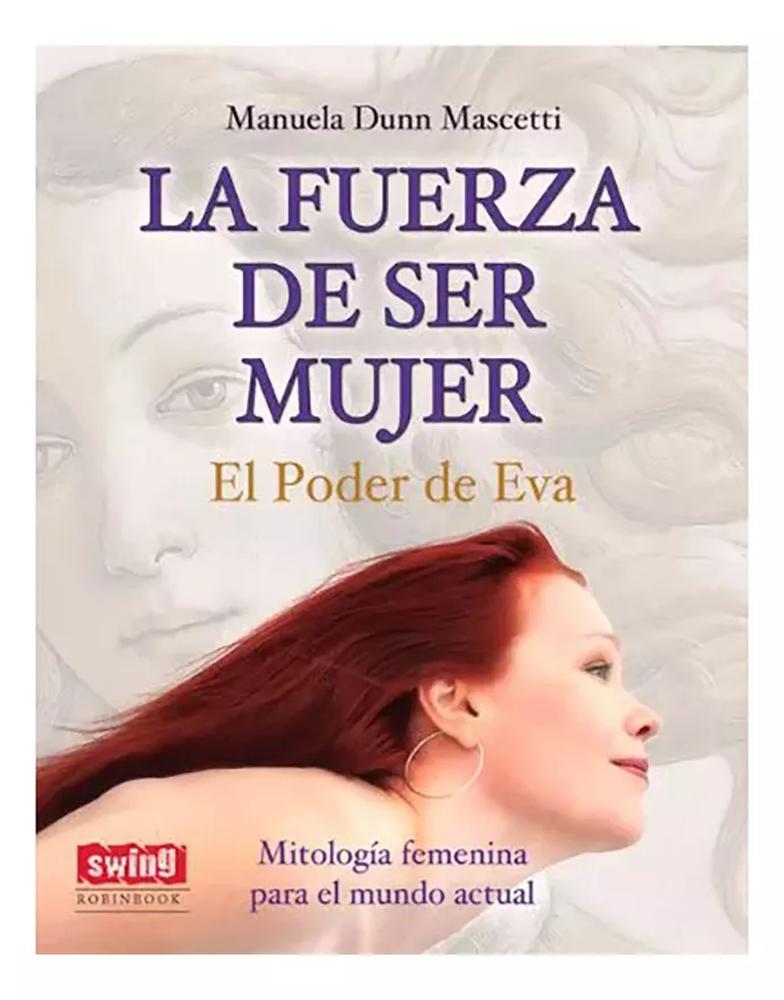 Manuela Dunn Mascetti
LA FUERZA
DE SER
MUJER
El Poder de Eva
swing
ROBINBOOK
Mitología femenina
para el mundo actual